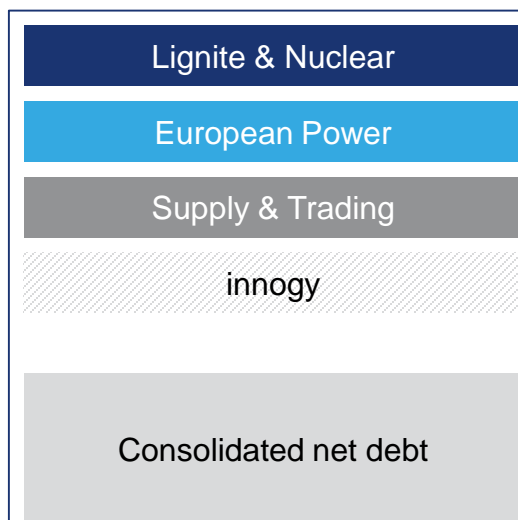 Lignite & Nuclear
European Power
Supply & Trading
innogy
Consolidated net debt